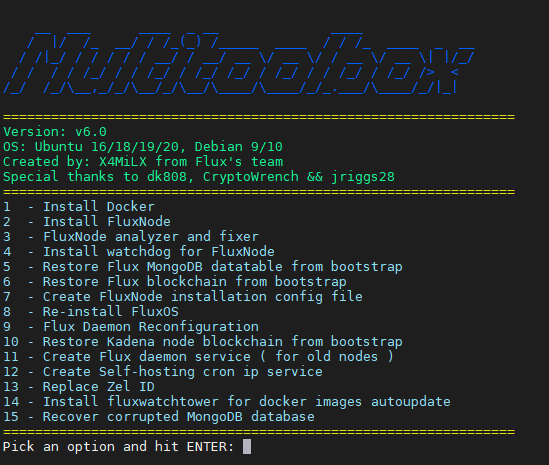 MULTITOOLBOX
================================================================
Version: v6.0
OS: Ubuntu 16/18/19/20, Debian 9/10
Created by: X4MiLX from Flux's team
Special thanks to dk808, CryptoWrench && jriggs28
================================================================
1  - Install Docker
2  - Install FluxNode
3  - FluxNode analyzer and fixer
4  - Install watchdog for FluxNode
5  - Restore Flux MongoDB datatable from bootstrap
6  - Restore Flux blockchain from bootstrap
7  - Create FluxNode installation config file
8  - Re-install FluxOS
9  - Flux Daemon Reconfiguration
10 - Restore Kadena node blockchain from bootstrap
11 - Create Flux daemon service ( for old nodes )
12 - Create Self-hosting cron ip service
13 - Replace Zel ID
14 - Install fluxwatchtower for docker images autoupdate
15 - Recover corrupted MongoDB database
================================================================
Pick an option and hit ENTER: